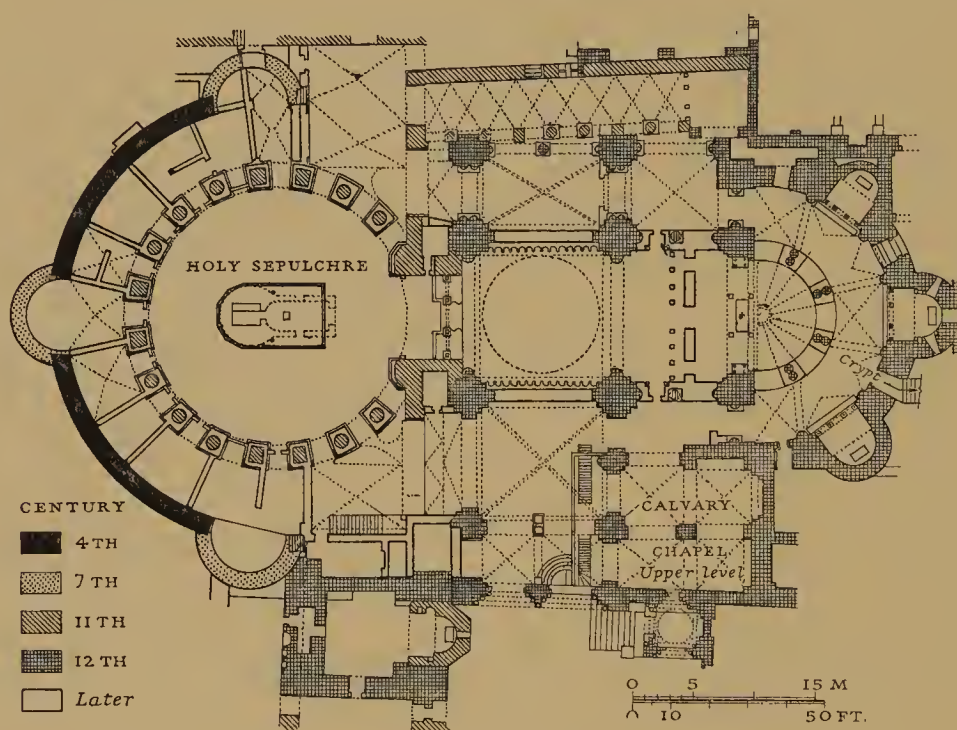 HOLY SEPULCHRE
Crypt
CALVARY
CHAPEL
Upper level
CENTURY
4TH
7TH
11TH
12TH
Later
0 5 15 M
0 10 50 FT.